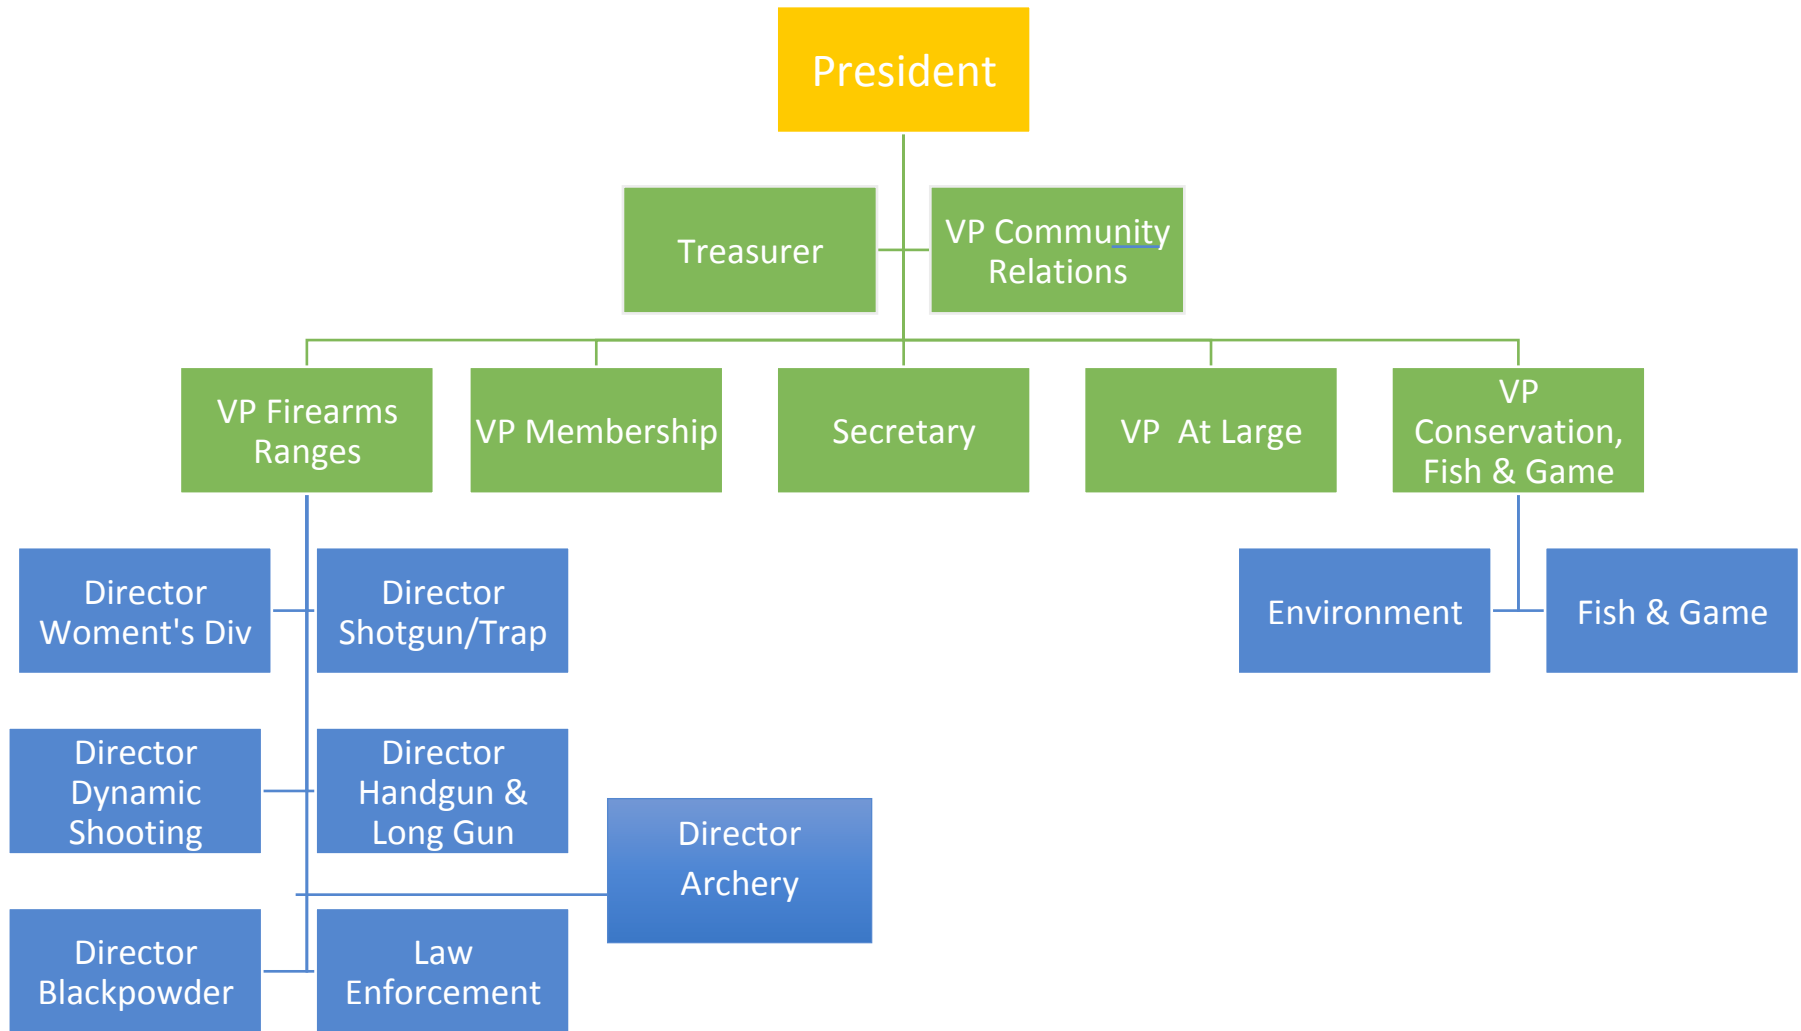 President
Treasurer
VP Community
Relations
VP Firearms
Ranges
VP Membership
Secretary
VP  At Large
VP
Conservation,
Fish & Game
Director
Woment's Div
Director
Shotgun/Trap
Environment
Fish & Game
Director
Dynamic
Shooting
Director
Handgun &
Long Gun
Director
Archery
Director
Blackpowder
Law
Enforcement